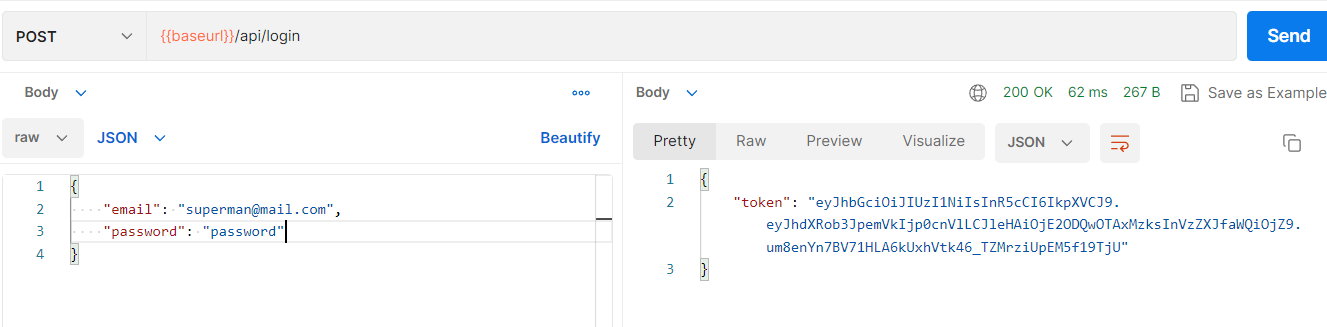 POST {{baseurl}}/api/login Send
Body ooo
raw JSON Beautify
1 {
2 "email": "superman@mail.com",
3 "password": "password"
4 }
Body 200 OK 62 ms 267 B Save as Example
Pretty Raw Preview Visualize JSON
1 {
2 "token": "eyJhbGciOiJIUzI1NiIsInR5cCI6IkpXVCJ9.
eyJhdXRob3JpemVkIjp0cnVlLCJleHAiOjE2ODQwOTAxMzksInVzZXJfaWQiOjZ9.
um8enYn7BV71HLA6kUxhVtk46_TZMrziUpEM5f19TjU"
3 }